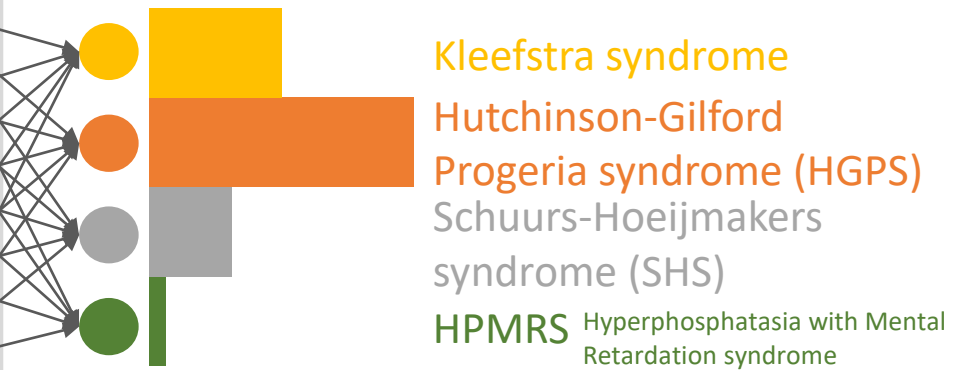 Kleefstra syndrome
Hutchinson-Gilford
Progeria syndrome (HGPS)
Schuurs-Hoeijmakers
syndrome (SHS)
HPMRS Hyperphosphatasia with Mental
Retardation syndrome